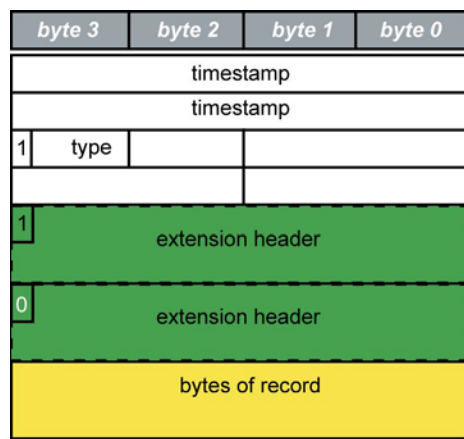 byte 3 byte 2 byte 1 byte 0
timestamp
timestamp
1 type
1
extension header
0
extension header
bytes of record